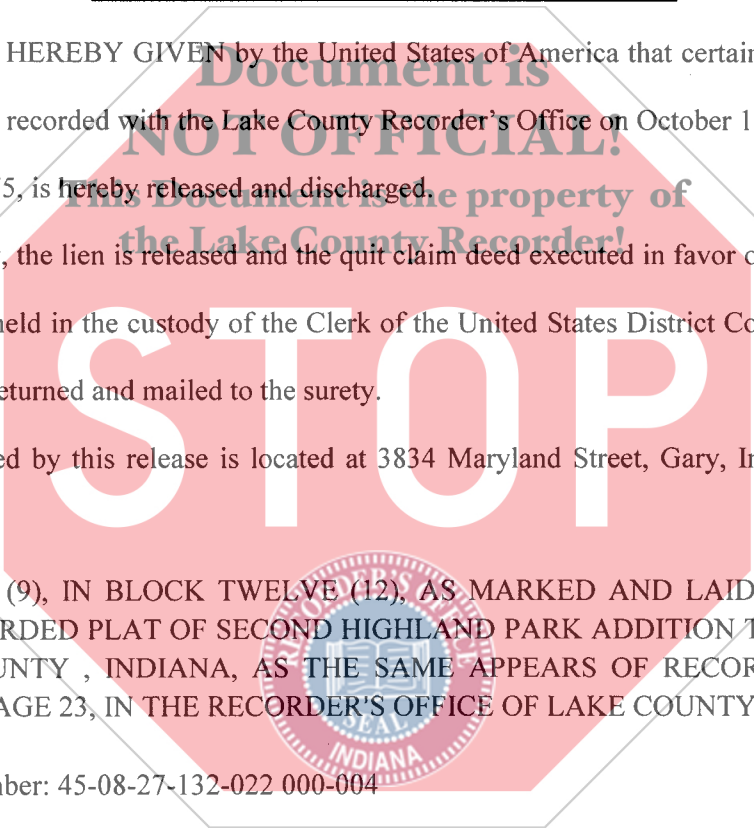 HEREBY GIVEN by the United States of America that certain
Document is
recorded with the Lake County Recorder's Office on October 1
NOT OFFICIAL!
5, is hereby released and discharged.
This Document is the property of
the Lake County Recorder!
, the lien is released and the quit claim deed executed in favor o
held in the custody of the Clerk of the United States District Co
STOP
eturned and mailed to the surety.
ed by this release is located at 3834 Maryland Street, Gary, In
(9), IN BLOCK TWELVE (12), AS MARKED AND LAID
RDED PLAT OF SECOND HIGHLAND PARK ADDITION T
UNTY , INDIANA, AS THE SAME APPEARS OF RECOR
AGE 23, IN THE RECORDER'S OFFICE OF LAKE COUNTY
RECORDER'S OFFICE
SEAL
INDIANA
nber: 45-08-27-132-022 000-004